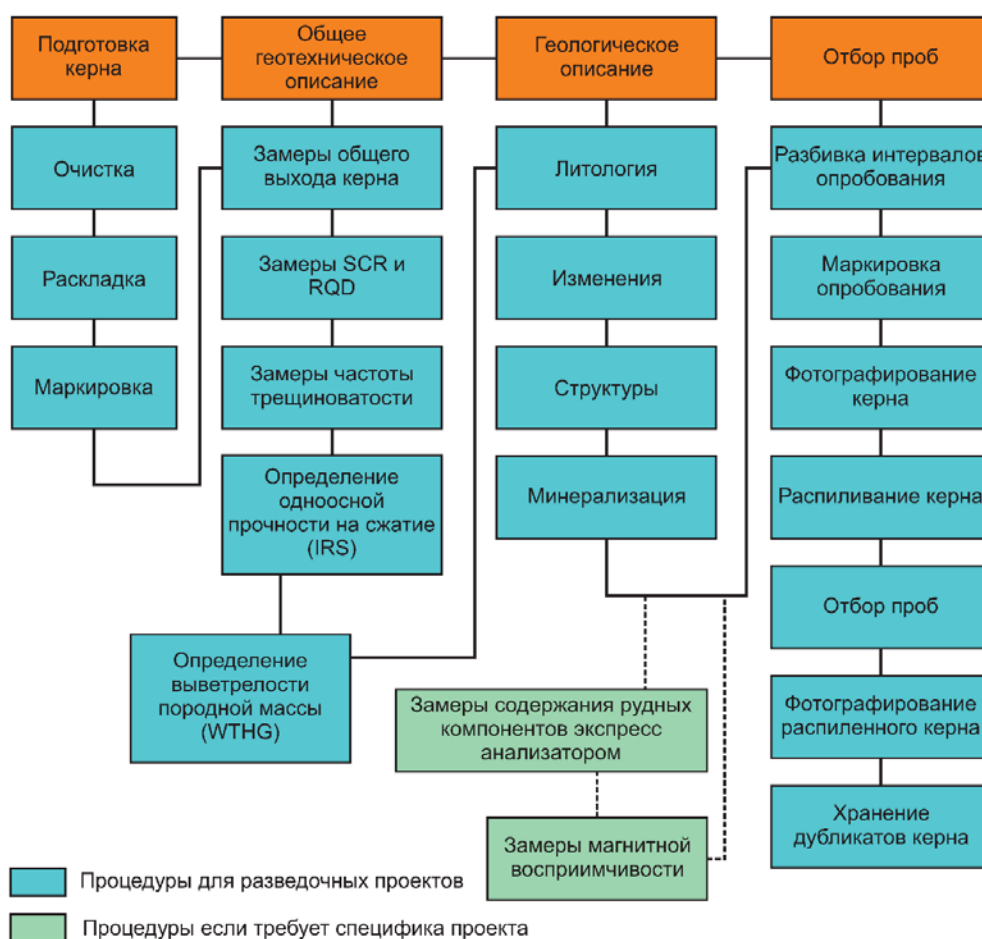 Подготовка
керна
Общее
геотехническое
описание
Геологическое
описание
Отбор проб
Очистка
Раскладка
Маркировка
Замеры общего
выхода керна
Замеры SCR и
RQD
Замеры частоты
трещиноватости
Определение
одноосной
прочности на сжатие
(IRS)
Определение
выветрелости
породной массы
(WTHG)
Литология
Изменения
Структуры
Минерализация
Замеры содержания рудных
компонентов экспресс
анализатором
Замеры магнитной
восприимчивости
Разбивка интервалов
опробования
Маркировка
опробования
Фотографирование
керна
Распиливание керна
Отбор проб
Фотографирование
распиленного керна
Хранение
дубликатов керна
Процедуры для разведочных проектов
Процедуры если требует специфика проекта